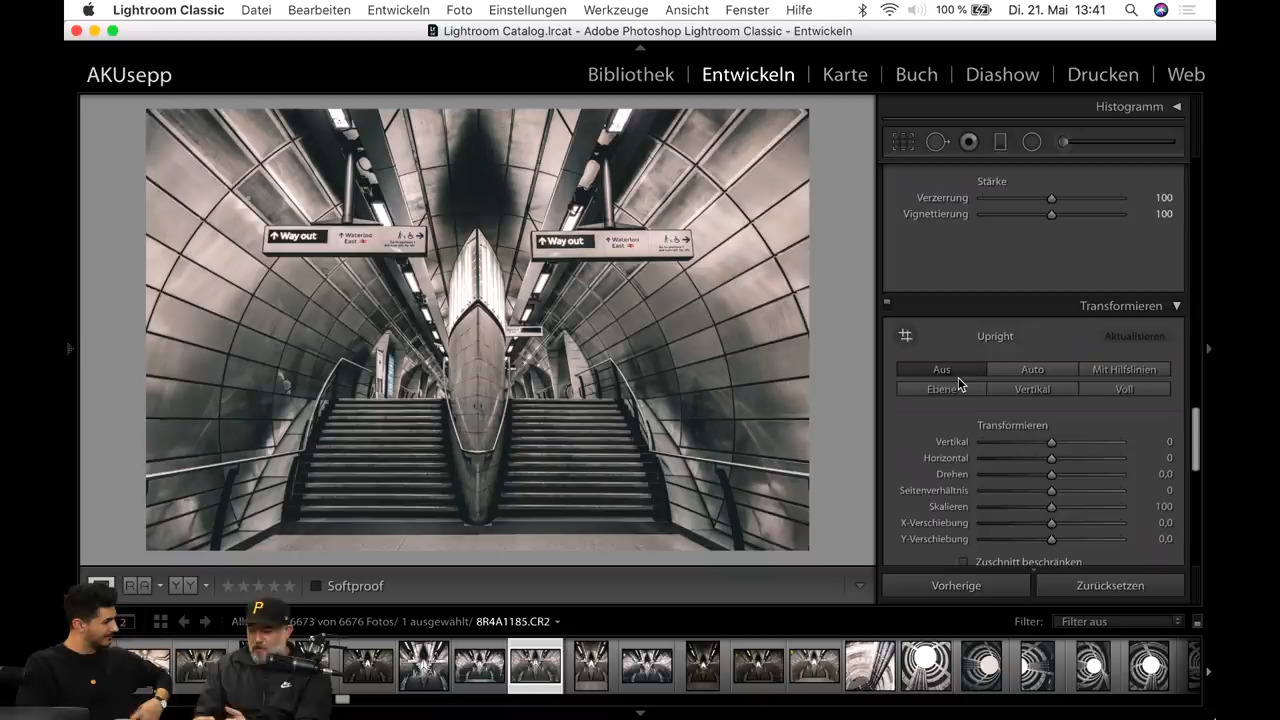 Lightroom Classic Datei Bearbeiten Entwickeln Foto Einstellungen Werkzeuge Ansicht Fenster Hilfe 100 % Di. 21. Mai 13:41
Lightroom Catalog.lrcat - Adobe Photoshop Lightroom Classic - Entwickeln
AKUsepp
Bibliothek Entwickeln Karte Buch Diashow Drucken Web
Histogramm
Stärke
Verzerrung 100
Vignettierung 100
Way out Waterloo East
Way out Waterloo East
Transformieren
Upright Aktualisieren
Aus Auto Mit Hilfslinien
Ebene Vertikal Voll
Transformieren
Vertikal 0
Horizontal 0
Drehen 0,0
Seitenverhältnis 0
Skalieren 100
X-Verschiebung 0,0
Y-Verschiebung 0,0
Zuschnitt beschränken
R A Y Y Softproof
Vorherige Zurücksetzen
2 6673 von 6676 Fotos/ 1 ausgewählt/ 8R4A1185.CR2
Filter: Filter aus
P